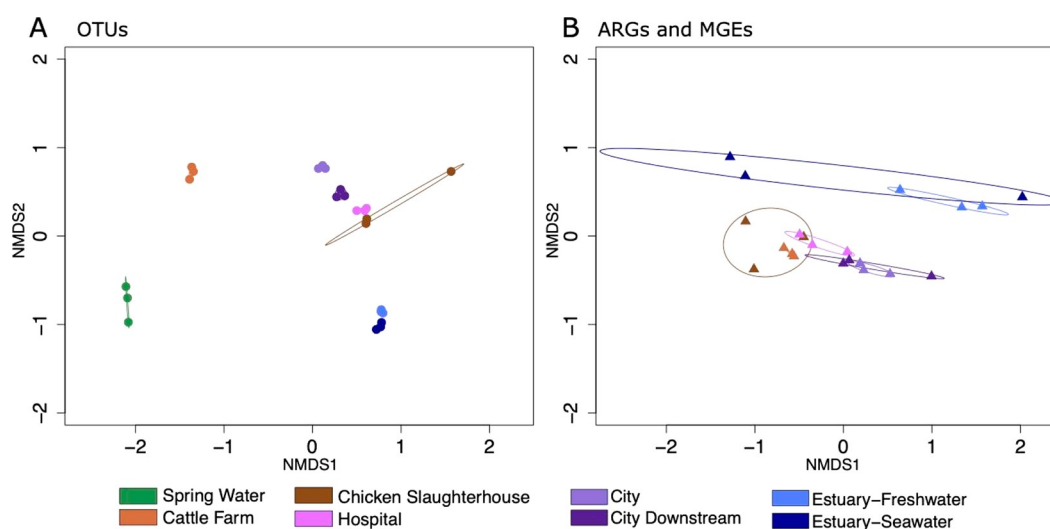 A OTUs
B ARGs and MGEs
2
1
0
−1
−2
NMDS2
−2 −1 0 1 2
NMDS1
2
1
0
−1
−2
NMDS2
−2 −1 0 1 2
NMDS1
Spring Water
Cattle Farm
Chicken Slaughterhouse
Hospital
City
City Downstream
Estuary−Freshwater
Estuary−Seawater